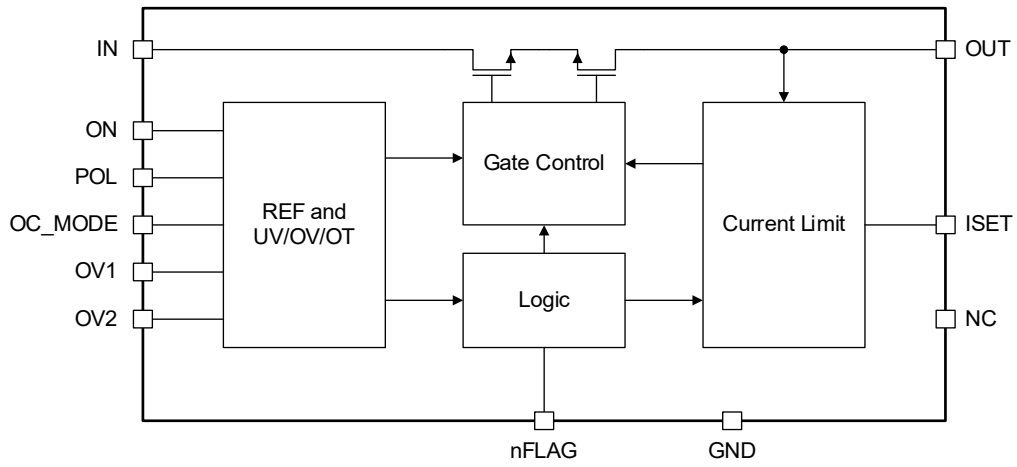 IN
OUT
ON
POL
OC_MODE
OV1
OV2
REF and
UV/OV/OT
Gate Control
Logic
Current Limit
ISET
NC
nFLAG
GND